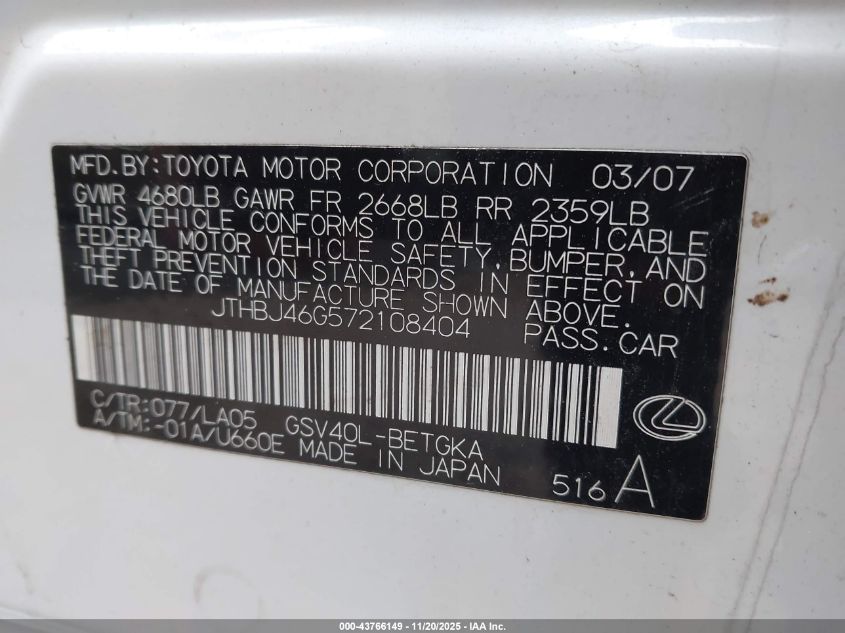 MFD.BY:TOYOTA MOTOR CORPORATION 03/07
GVWR 4680LB GAWR FR 2668LB RR 2359LB
THIS VEHICLE CONFORMS TO ALL APPLICABLE
FEDERAL MOTOR VEHICLE SAFETY,BUMPER,AND
THEFT PREVENTION STANDARDS IN EFFECT ON
THE DATE OF MANUFACTURE SHOWN ABOVE.
JTHBJ46G572108404 PASS.CAR
C/TR:077/LA05 GSV40L-BETGKA
A/TM:-01A/U660E MADE IN JAPAN
516A
000-43766149 - 11/20/2025 - IAA Inc.